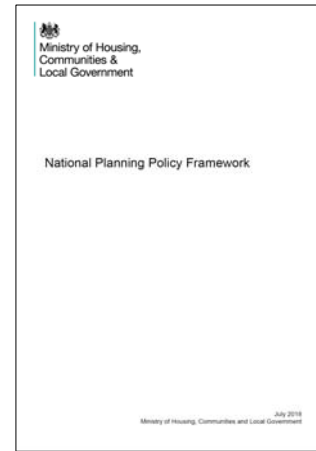 Ministry of Housing,
Communities &
Local Government
National Planning Policy Framework
July 2018
Ministry of Housing, Communities and Local Government